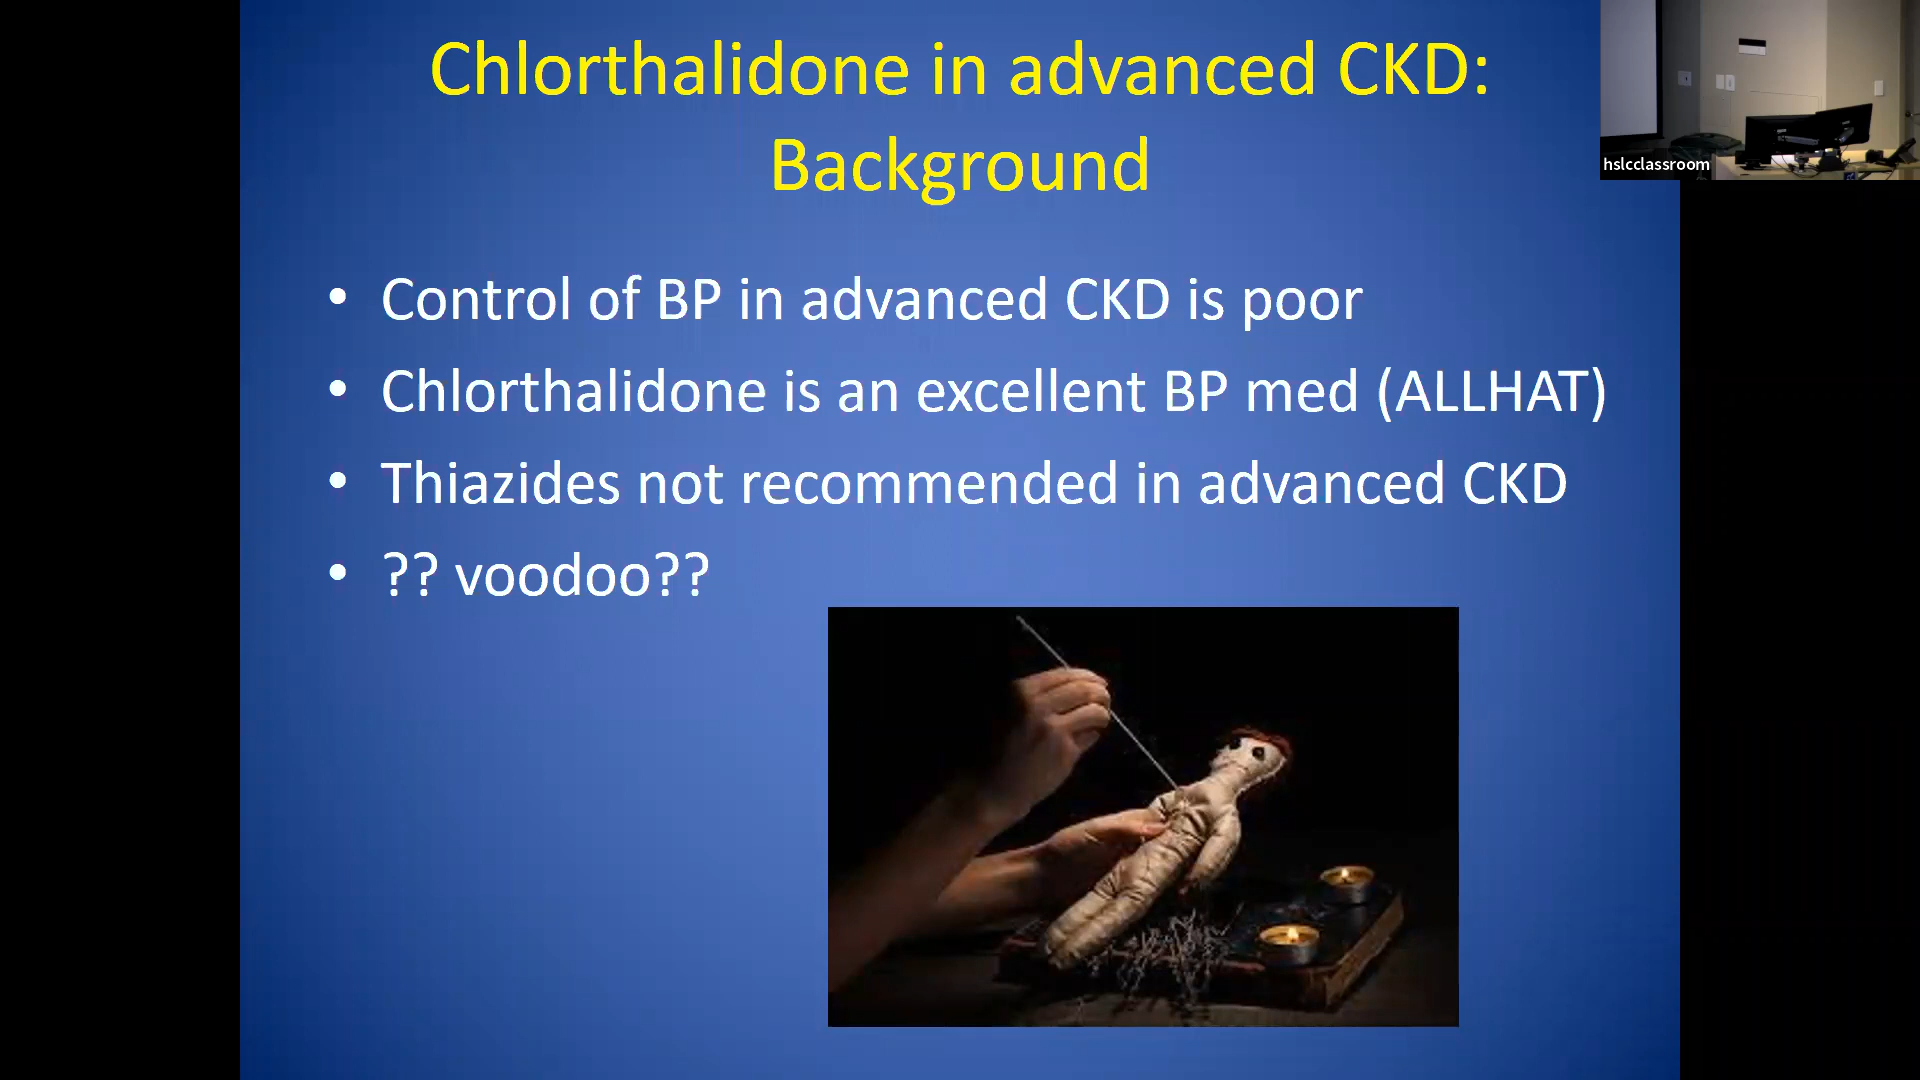 Chlorthalidone in advanced CKD:
Background
• Control of BP in advanced CKD is poor
• Chlorthalidone is an excellent BP med (ALLHAT)
• Thiazides not recommended in advanced CKD
• ?? voodoo??
hslcclassroom